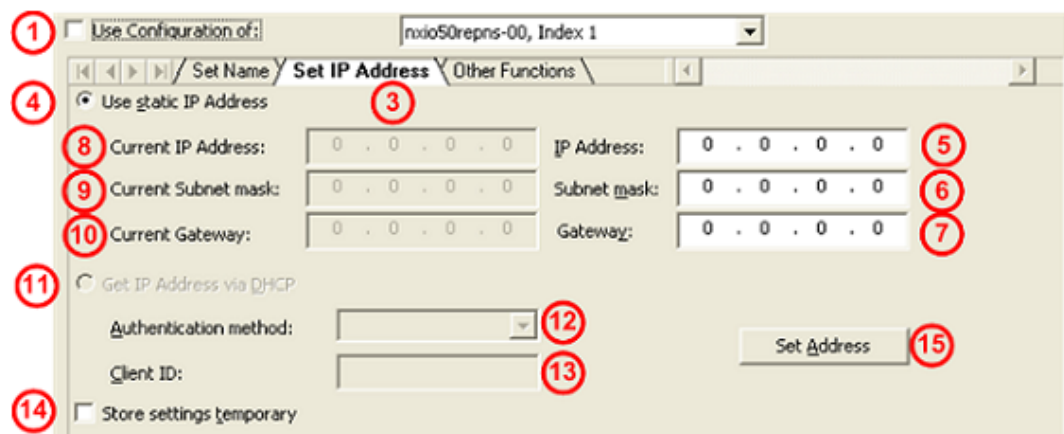 1 Use Configuration of: nxio50repns-00, Index 1
Set Name Set IP Address Other Functions
4 Use static IP Address 3
8 Current IP Address: 0 . 0 . 0 . 0 IP Address: 0 . 0 . 0 . 0 5
9 Current Subnet mask: 0 . 0 . 0 . 0 Subnet mask: 0 . 0 . 0 . 0 6
10 Current Gateway: 0 . 0 . 0 . 0 Gateway: 0 . 0 . 0 . 0 7
11 Get IP Address via DHCP
Authentication method: 12
Set Address 15
Client ID: 13
14 Store settings temporary